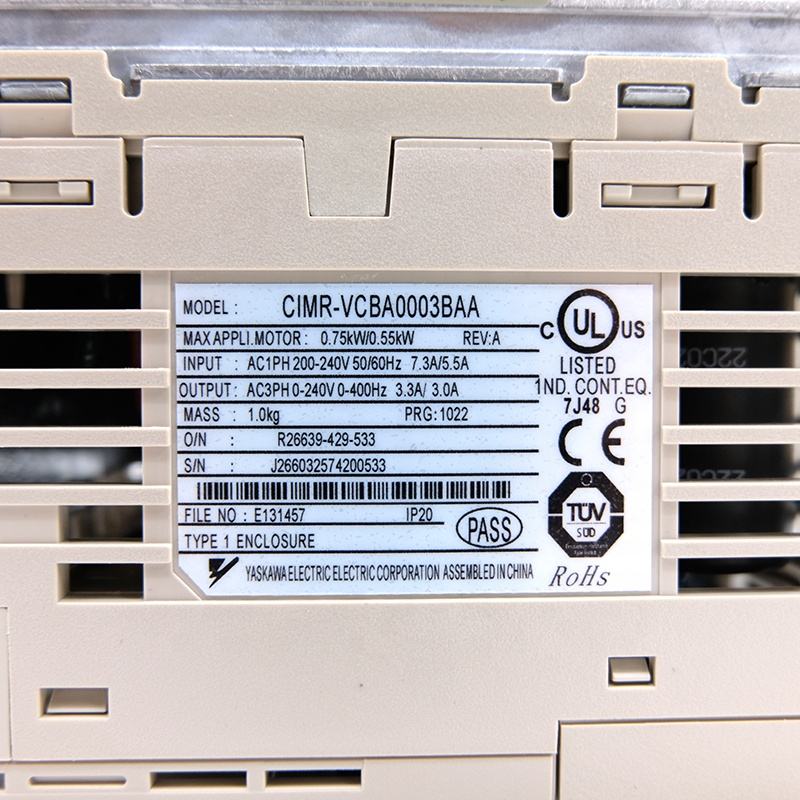 MODEL : CIMR-VCBA0003BAA
MAX APPLI.MOTOR : 0.75kW/0.55kW REV:A
INPUT : AC1PH 200-240V 50/60Hz 7.3A/5.5A
OUTPUT : AC3PH 0-240V 0-400Hz 3.3A/ 3.0A
MASS : 1.0kg PRG:1022
O/N : R26639-429-533
S/N : J266032574200533
FILE NO : E131457 IP20
TYPE 1 ENCLOSURE
PASS
YASKAWA ELECTRIC ELECTRIC CORPORATION ASSEMBLED IN CHINA
C UL US
LISTED
1ND. CONT.EQ.
7J48 G
CE
TÜV
SÜD
RoHs